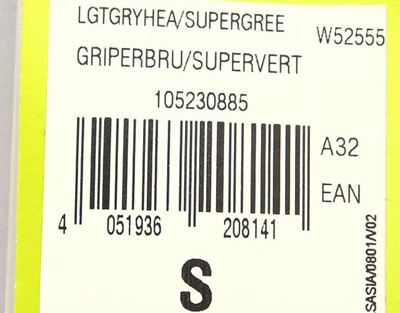 LGTGRYHEA/SUPERGREE
W52555
GRIPERBRU/SUPERVERT
105230885
A32
EAN
4 051936 208141
S
SASIA/0801/V02